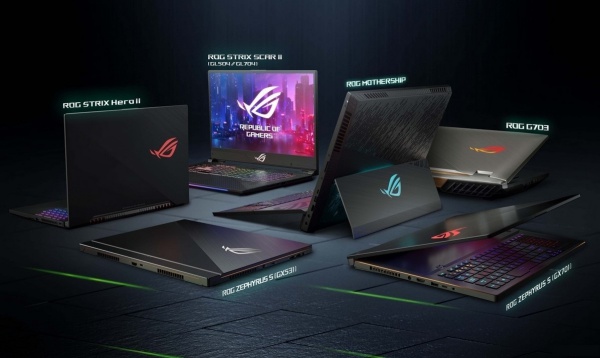 ROG STRIX SCAR II
(GL504/GL704)
ROG MOTHERSHIP
ROG STRIX Hero II
ROG G703
REPUBLIC OF
GAMERS
ROG ZEPHYRUS S (GX531)
ROG ZEPHYRUS S (GX701)